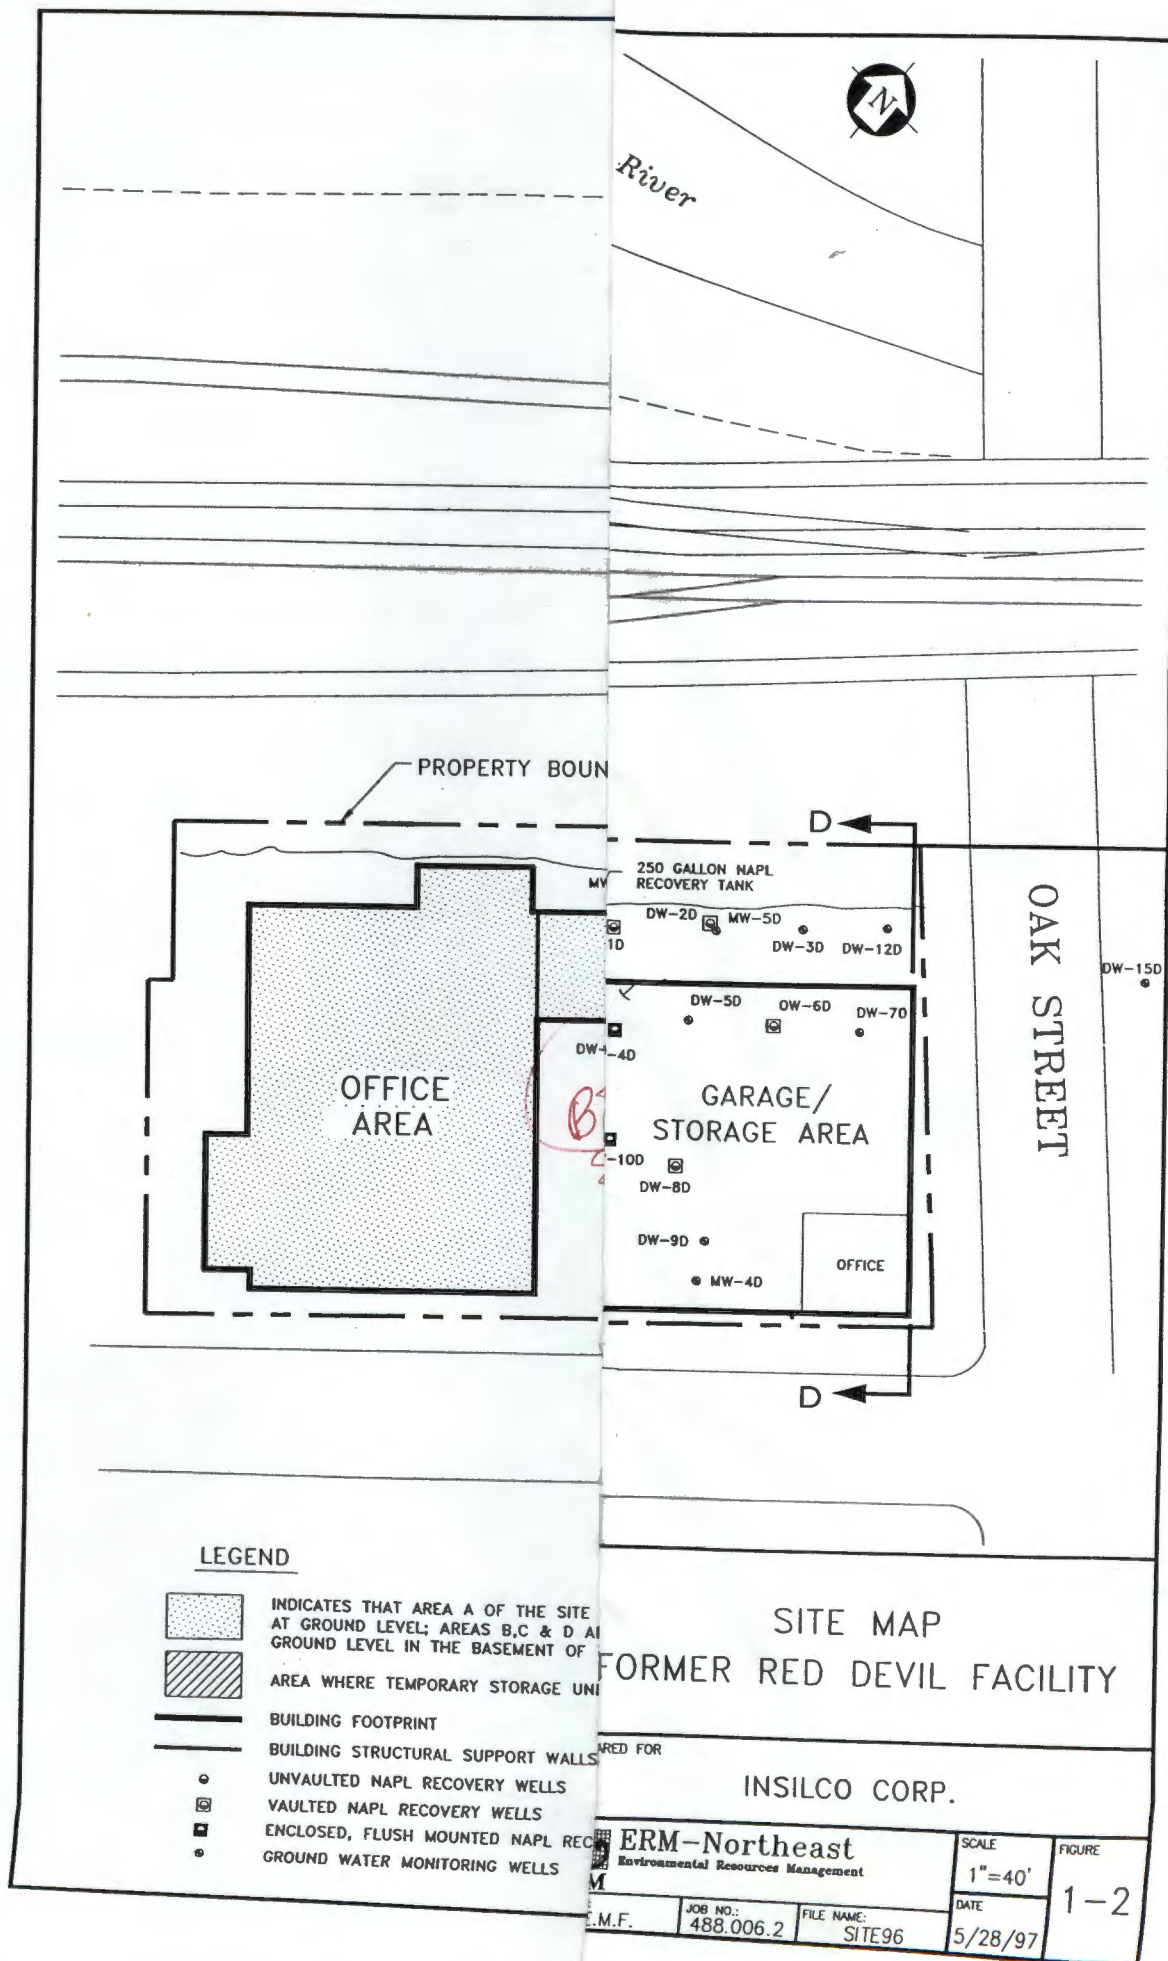 N
River
PROPERTY BOUN
D
250 GALLON NAPL
RECOVERY TANK
MW
DW-2D
MW-5D
1D
DW-3D
DW-12D
DW-15D
OAK STREET
DW-5D
OW-6D
DW-70
DW-
-4D
OFFICE
AREA
B
GARAGE/
STORAGE AREA
-10D
DW-8D
DW-9D
OFFICE
MW-4D
D
LEGEND
INDICATES THAT AREA A OF THE SITE
AT GROUND LEVEL; AREAS B,C & D A
GROUND LEVEL IN THE BASEMENT OF
AREA WHERE TEMPORARY STORAGE UNI
BUILDING FOOTPRINT
BUILDING STRUCTURAL SUPPORT WALLS
UNVAULTED NAPL RECOVERY WELLS
VAULTED NAPL RECOVERY WELLS
ENCLOSED, FLUSH MOUNTED NAPL REC
GROUND WATER MONITORING WELLS
SITE MAP
FORMER RED DEVIL FACILITY
ARED FOR
INSILCO CORP.
ERM-Northeast
Environmental Resources Management
M
SCALE
1"=40'
FIGURE
1-2
.M.F.
JOB NO.:
488.006.2
FILE NAME:
SITE96
DATE
5/28/97